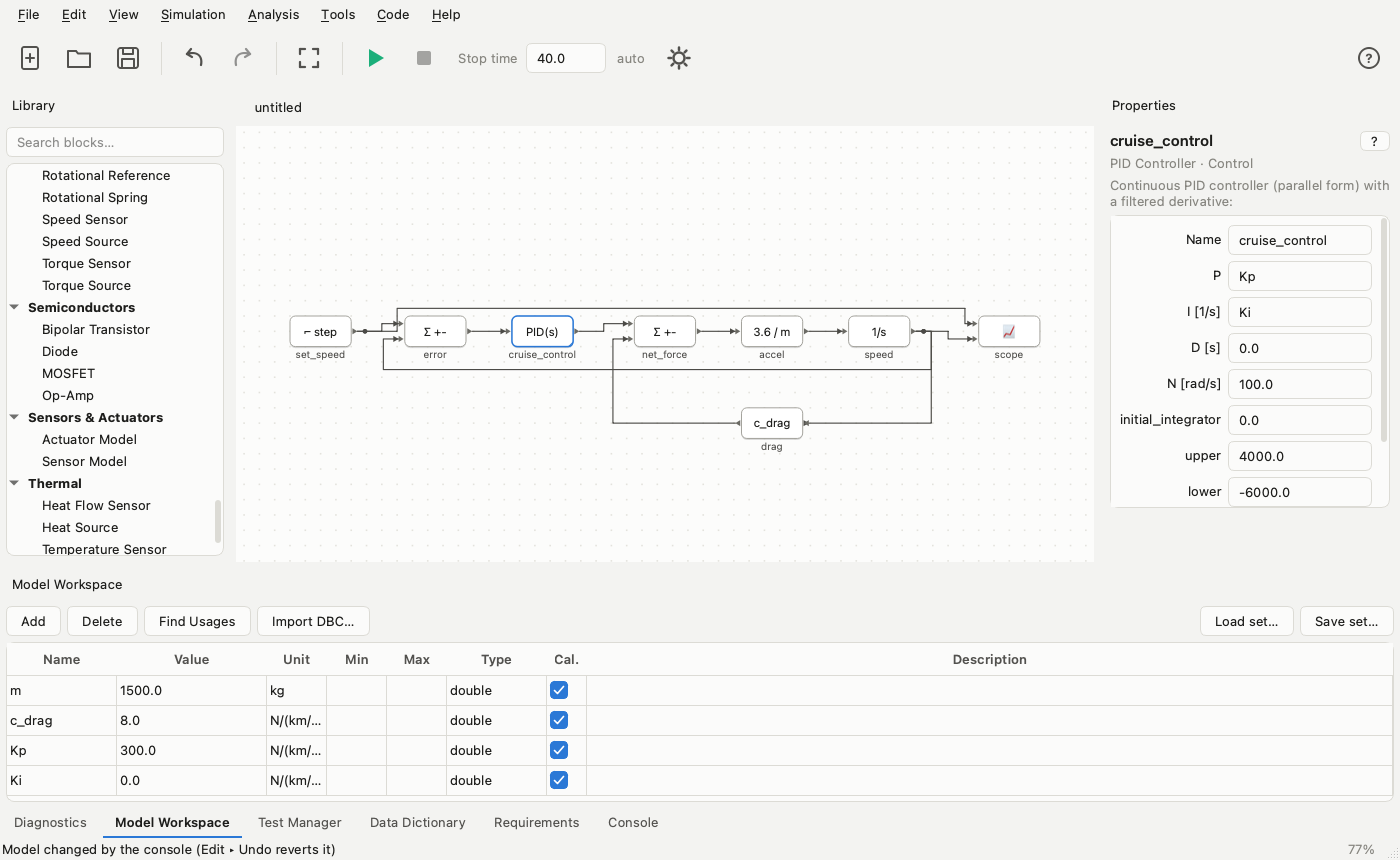 File Edit View Simulation Analysis Tools Code Help
Stop time 40.0 auto
Library
untitled
Properties
Search blocks...
Rotational Reference
Rotational Spring
Speed Sensor
Speed Source
Torque Sensor
Torque Source
Semiconductors
Bipolar Transistor
Diode
MOSFET
Op-Amp
Sensors & Actuators
Actuator Model
Sensor Model
Thermal
Heat Flow Sensor
Heat Source
Temperature Sensor
⌐ step
set_speed
Σ +-
error
PID(s)
cruise_control
Σ +-
net_force
3.6 / m
accel
1/s
speed
scope
c_drag
drag
cruise_control ?
PID Controller · Control
Continuous PID controller (parallel form) with
a filtered derivative:
Name cruise_control
P Kp
I [1/s] Ki
D [s] 0.0
N [rad/s] 100.0
initial_integrator 0.0
upper 4000.0
lower -6000.0
Model Workspace
Add Delete Find Usages Import DBC... Load set... Save set...
Name Value Unit Min Max Type Cal. Description
m 1500.0 kg double
c_drag 8.0 N/(km/... double
Kp 300.0 N/(km/... double
Ki 0.0 N/(km/... double
Diagnostics Model Workspace Test Manager Data Dictionary Requirements Console
Model changed by the console (Edit ▸ Undo reverts it) 77%